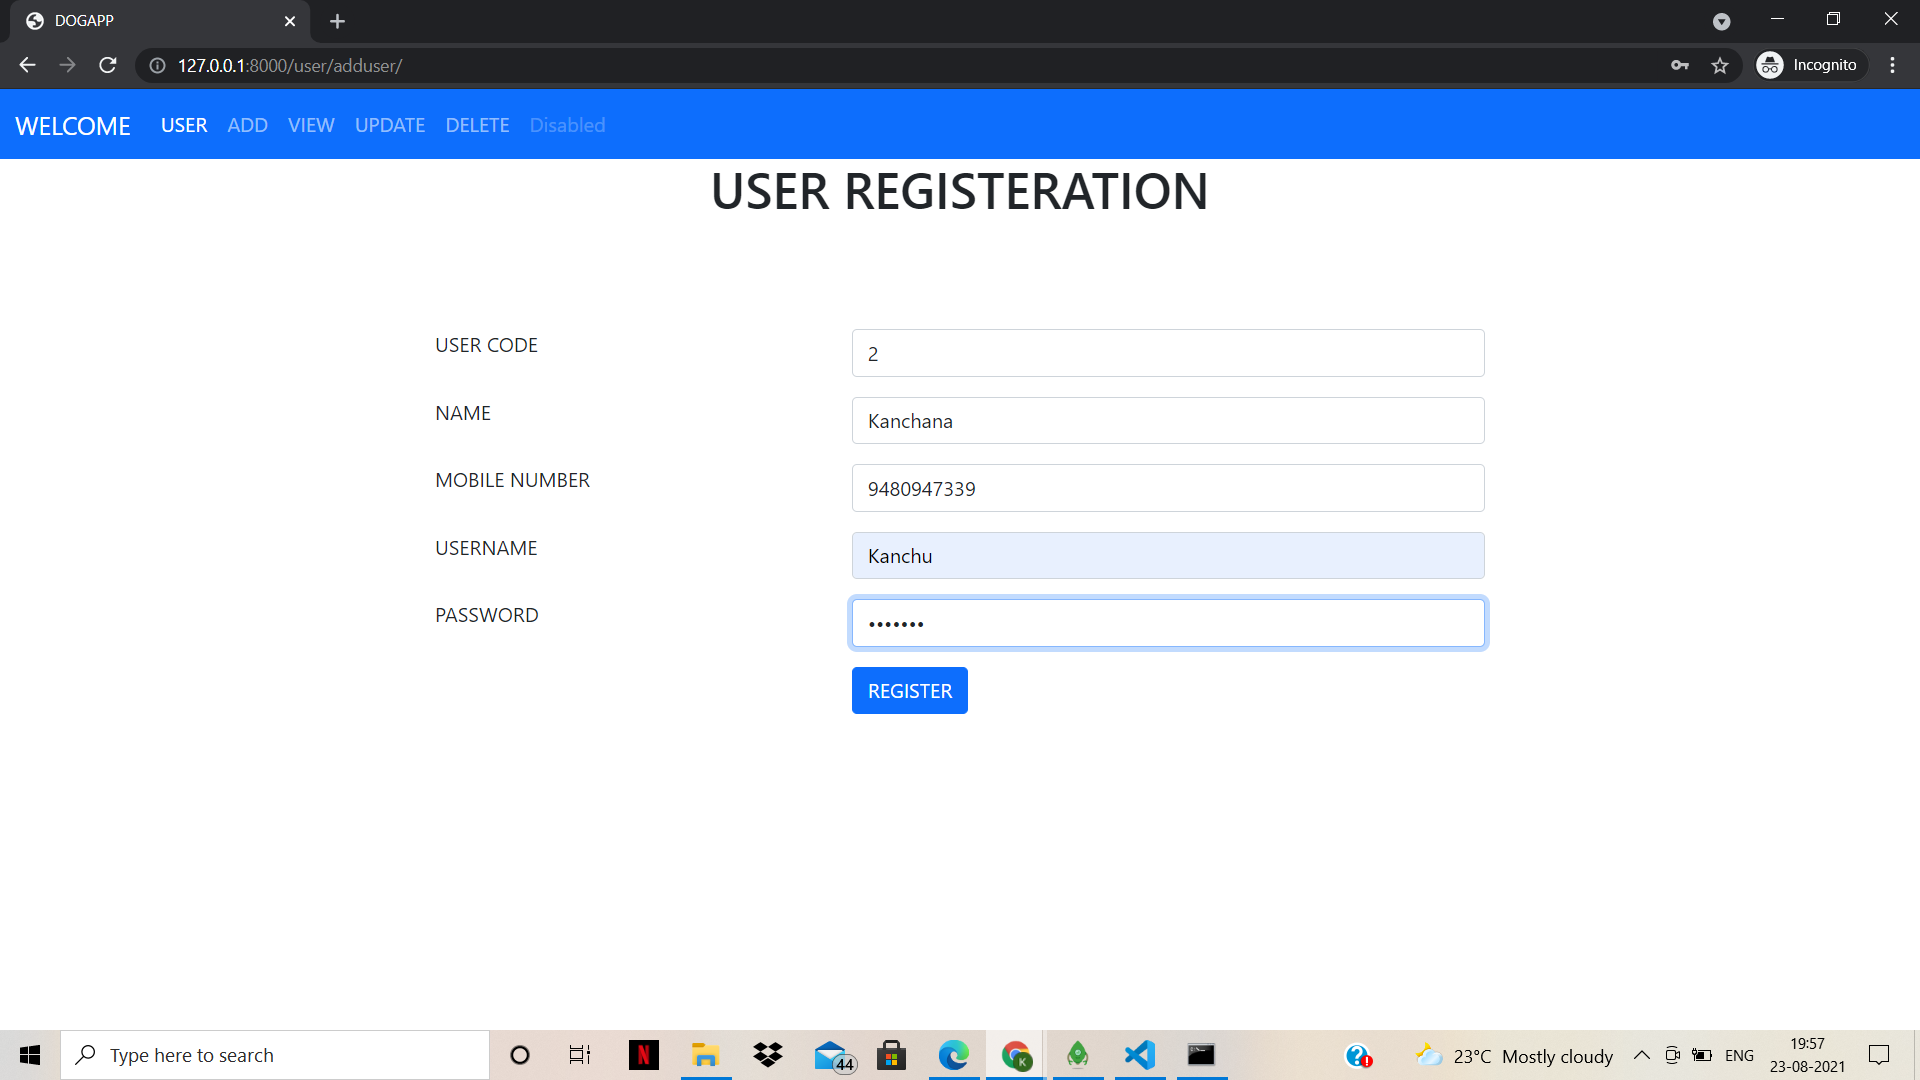 DOGAPP
127.0.0.1:8000/user/adduser/
Incognito
WELCOME USER ADD VIEW UPDATE DELETE Disabled
USER REGISTERATION
USER CODE 2
NAME Kanchana
MOBILE NUMBER 9480947339
USERNAME Kanchu
PASSWORD •••••••
REGISTER
Type here to search
N
44
K
23°C Mostly cloudy
ENG
19:57
23-08-2021